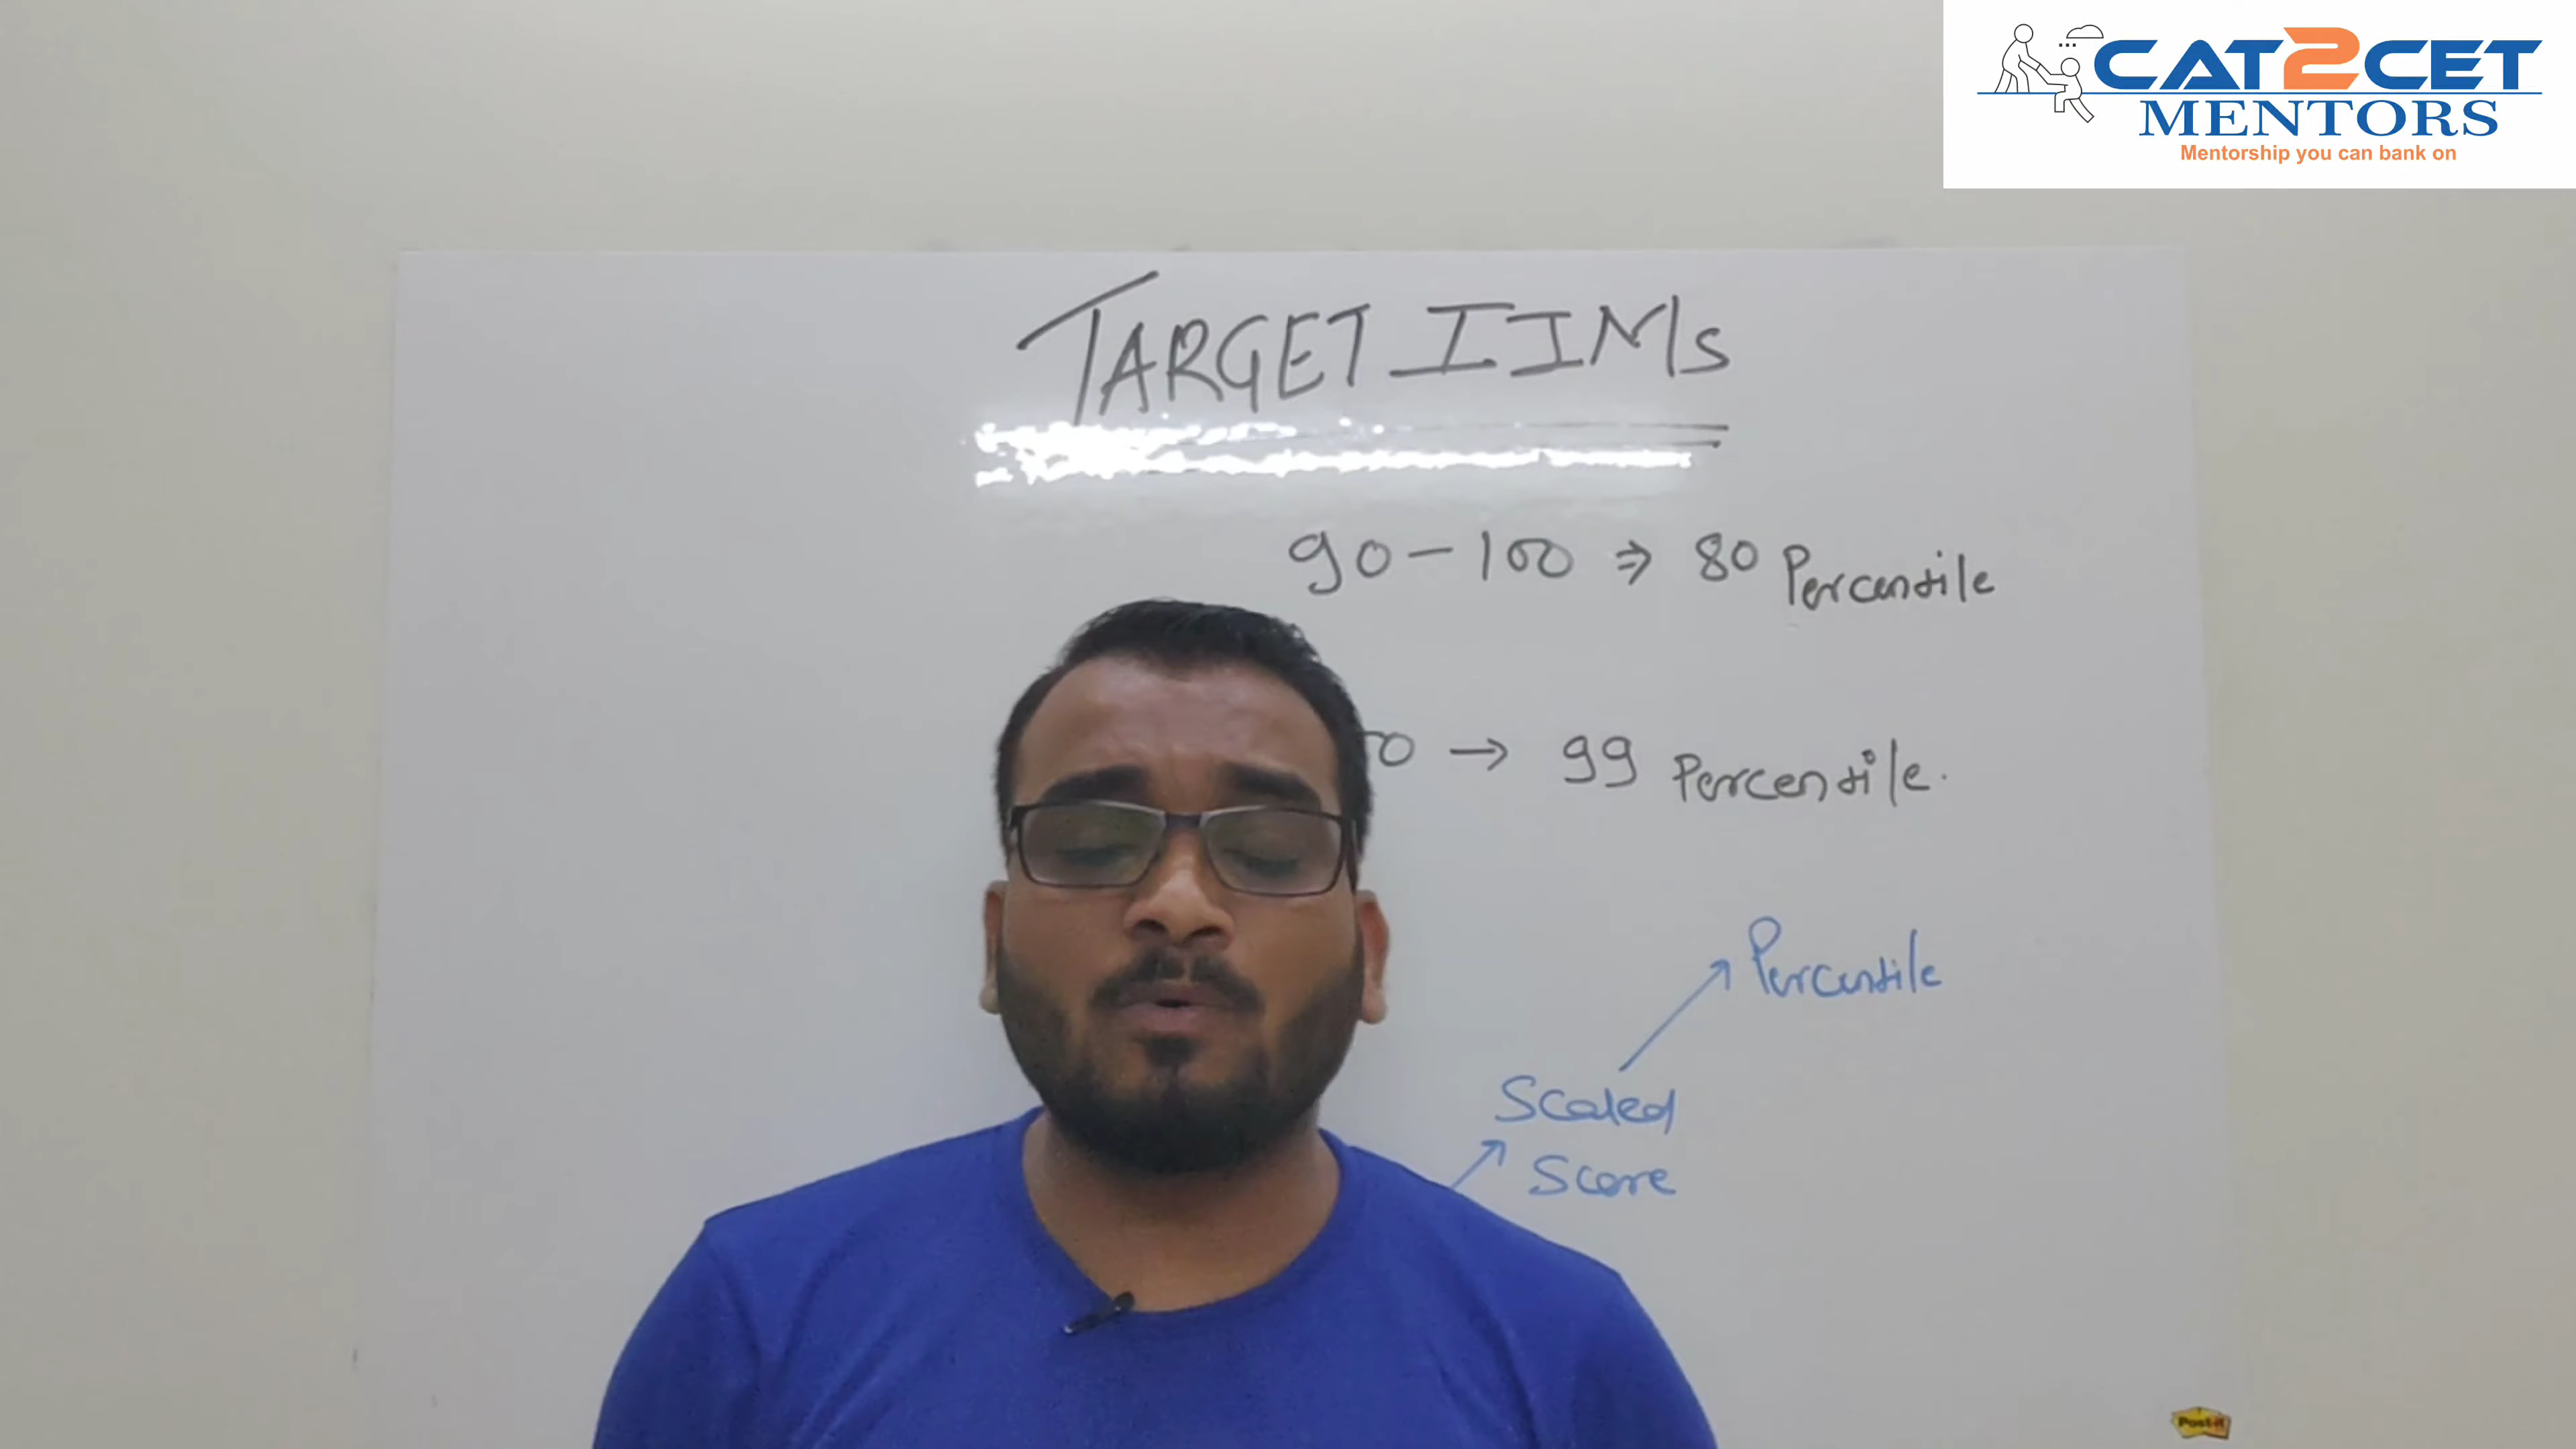 CAT2CET
MENTORS
Mentorship you can bank on
TARGET IIMs
90-100 ⇒ 80 Percentile
0 → 99 Percentile.
Percentile
Scaled
Score
Post-it